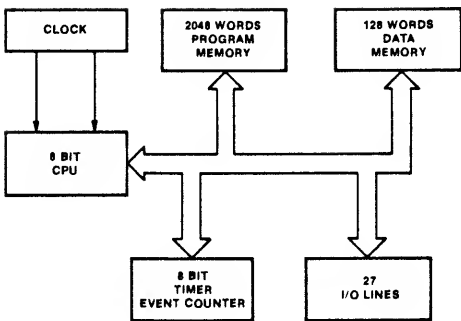 CLOCK
2048 WORDS
PROGRAM
MEMORY
128 WORDS
DATA
MEMORY
8 BIT
CPU
8 BIT
TIMER
EVENT COUNTER
27
I/O LINES